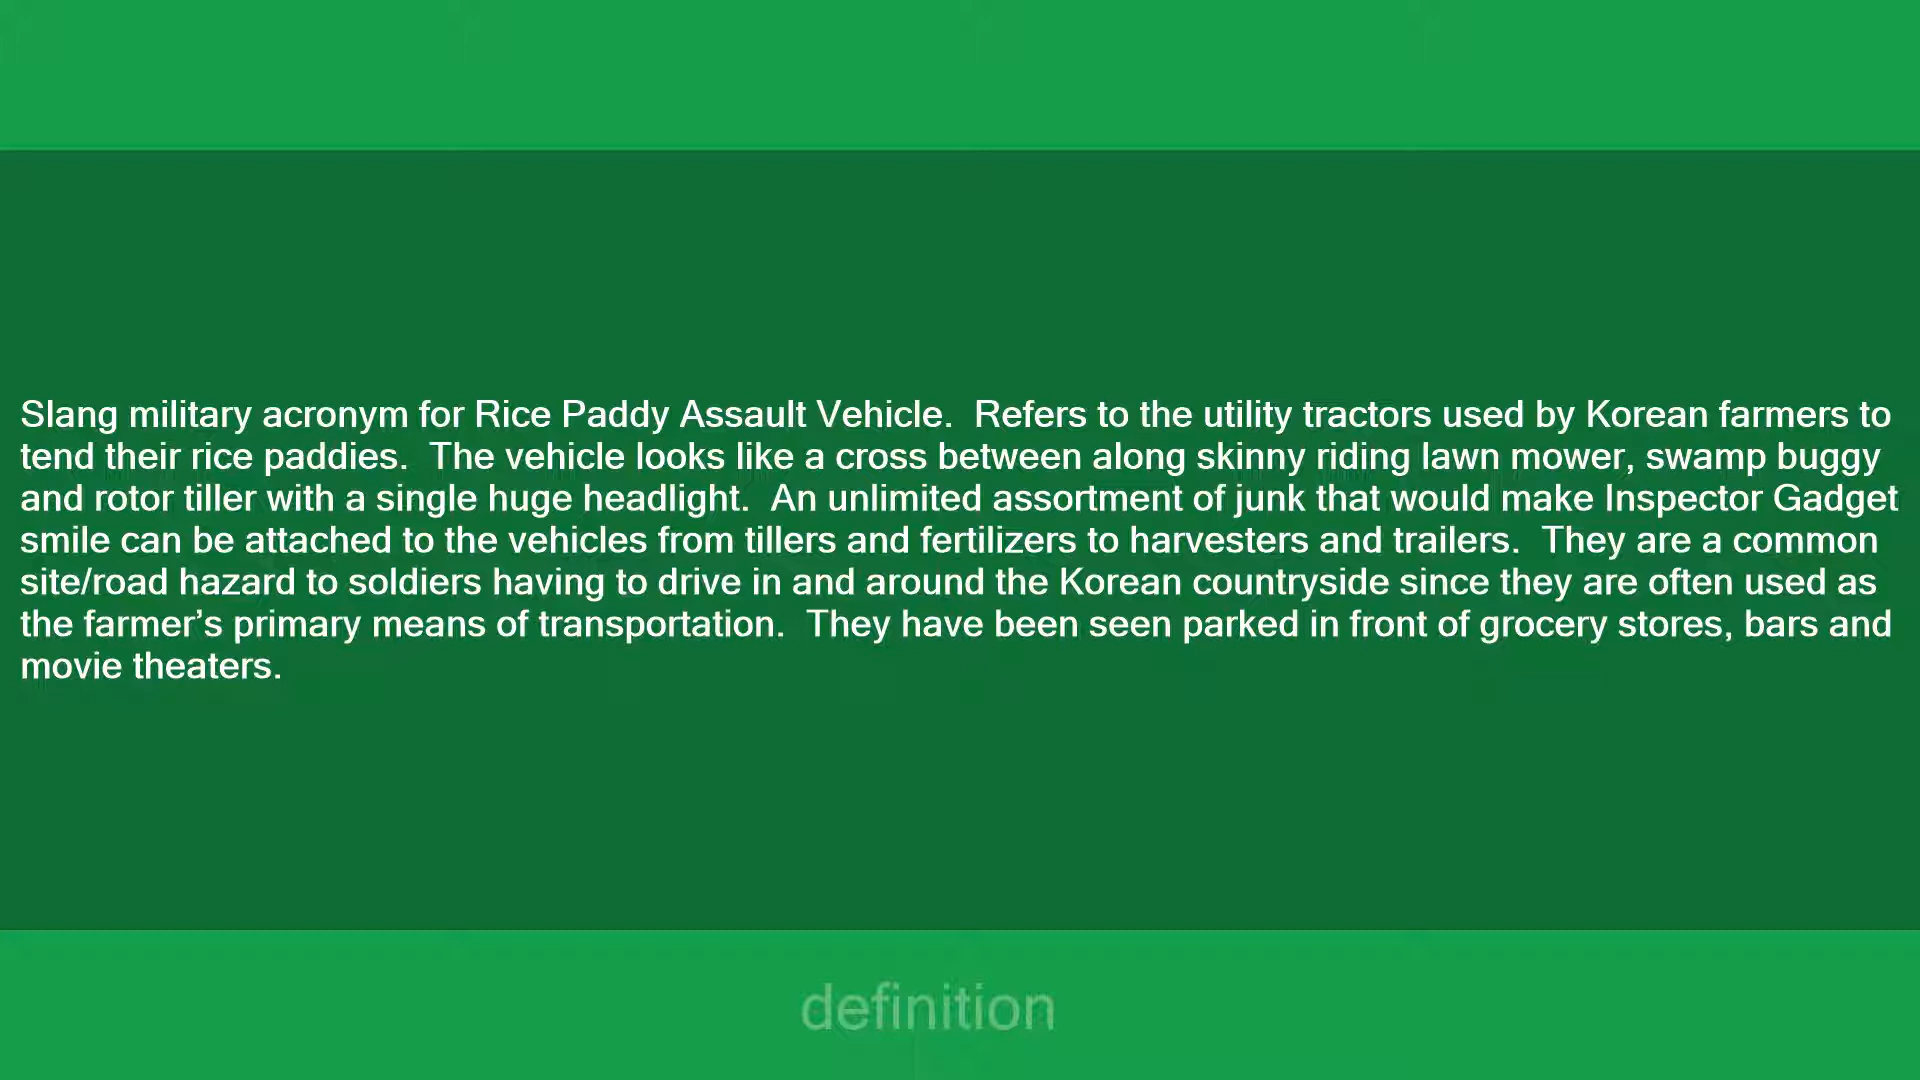 Slang military acronym for Rice Paddy Assault Vehicle.  Refers to the utility tractors used by Korean farmers to
tend their rice paddies.  The vehicle looks like a cross between along skinny riding lawn mower, swamp buggy
and rotor tiller with a single huge headlight.  An unlimited assortment of junk that would make Inspector Gadget
smile can be attached to the vehicles from tillers and fertilizers to harvesters and trailers.  They are a common
site/road hazard to soldiers having to drive in and around the Korean countryside since they are often used as
the farmer’s primary means of transportation.  They have been seen parked in front of grocery stores, bars and
movie theaters.
definition